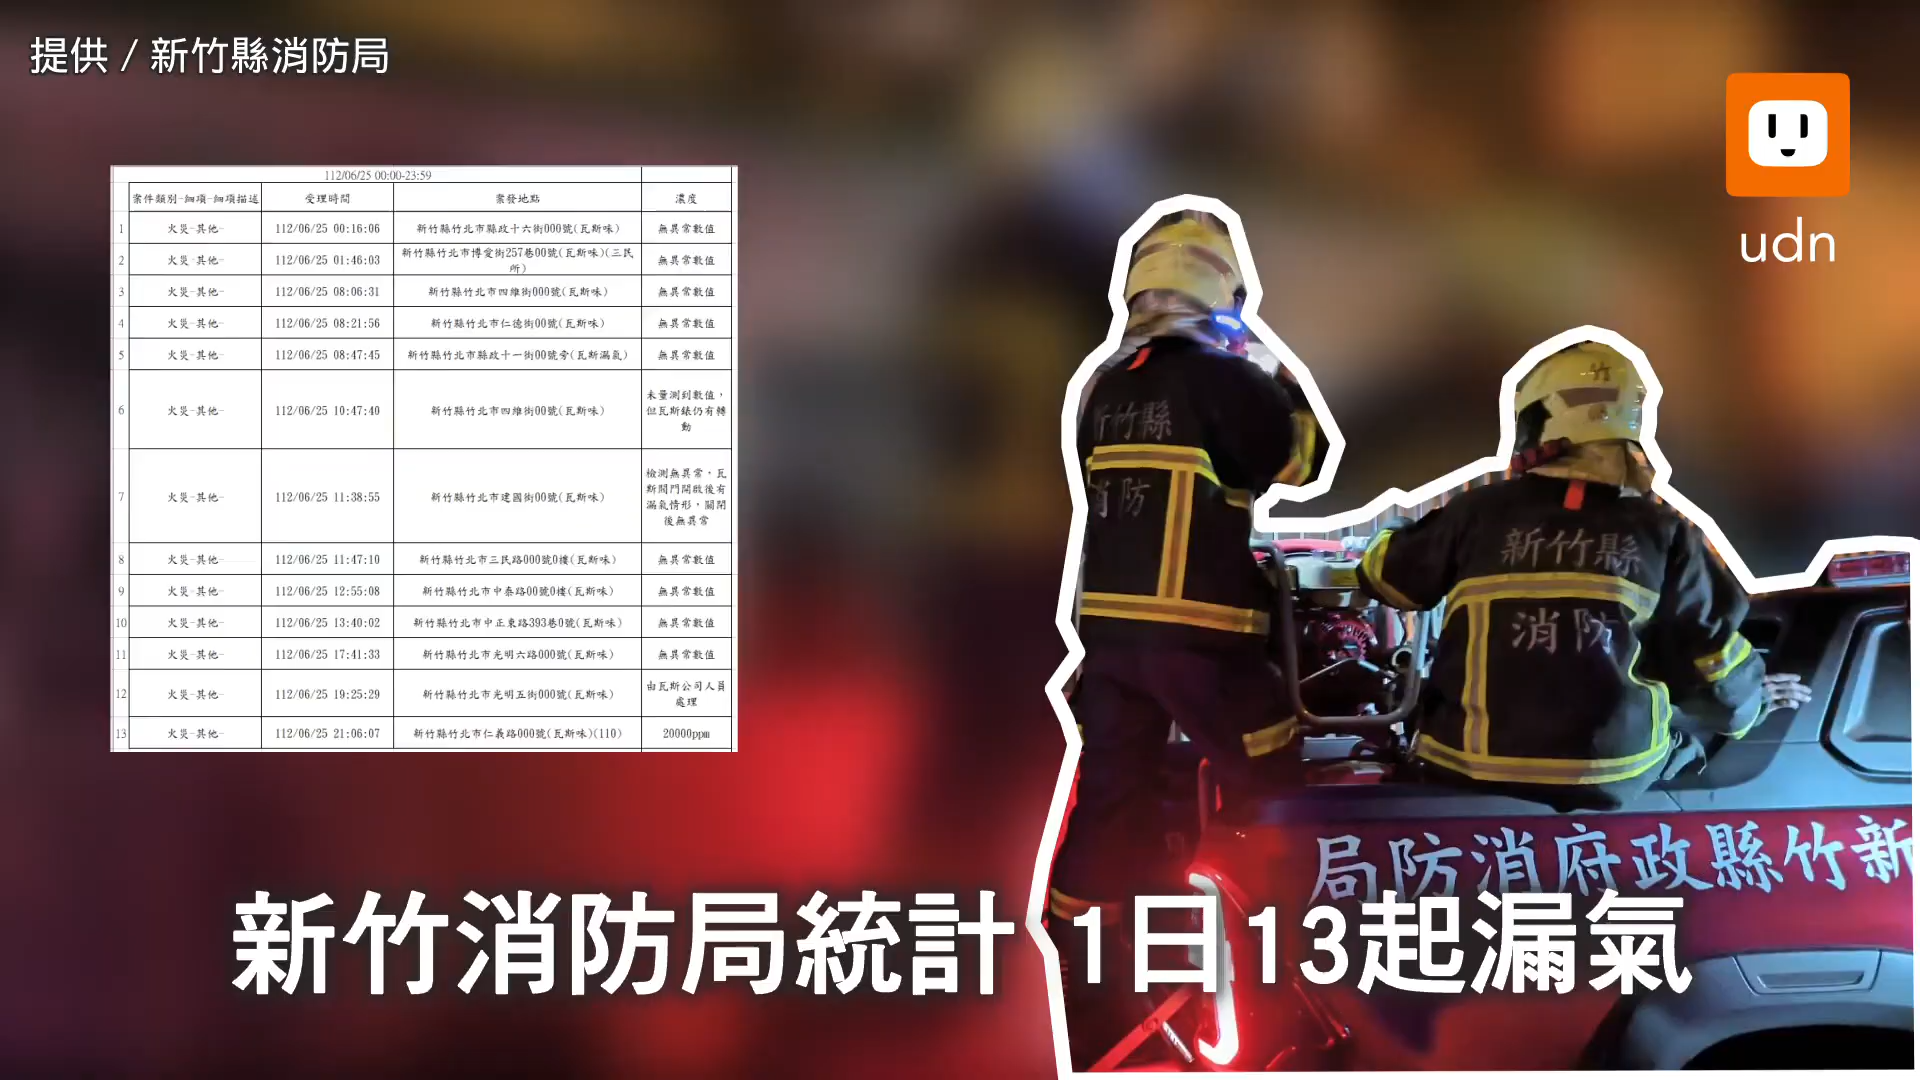 提供 / 新竹縣消防局
udn
112/06/25 00:00-23:59
案件類別-細項-細項描述 受理時間 案發地點 濃度
1 火災-其他- 112/06/25 00:16:06 新竹縣竹北市縣政十六街000號(瓦斯味) 無異常數值
2 火災-其他- 112/06/25 01:46:03 新竹縣竹北市博愛街257巷00號(瓦斯味)(三民所) 無異常數值
3 火災-其他- 112/06/25 08:06:31 新竹縣竹北市四維街000號(瓦斯味) 無異常數值
4 火災-其他- 112/06/25 08:21:56 新竹縣竹北市仁德街00號(瓦斯味) 無異常數值
5 火災-其他- 112/06/25 08:47:45 新竹縣竹北市縣政十一街00號旁(瓦斯漏氣) 無異常數值
6 火災-其他- 112/06/25 10:47:40 新竹縣竹北市四維街00號(瓦斯味) 未量測到數值，但瓦斯錶仍有轉動
7 火災-其他- 112/06/25 11:38:55 新竹縣竹北市建國街00號(瓦斯味) 檢測無異常，瓦斯閥門開啟後有漏氣情形，關閉後無異常
8 火災-其他- 112/06/25 11:47:10 新竹縣竹北市三民路000號0樓(瓦斯味) 無異常數值
9 火災-其他- 112/06/25 12:55:08 新竹縣竹北市中泰路00號0樓(瓦斯味) 無異常數值
10 火災-其他- 112/06/25 13:40:02 新竹縣竹北市中正東路393巷0號(瓦斯味) 無異常數值
11 火災-其他- 112/06/25 17:41:33 新竹縣竹北市光明六路000號(瓦斯味) 無異常數值
12 火災-其他- 112/06/25 19:25:29 新竹縣竹北市光明五街000號(瓦斯味) 由瓦斯公司人員處理
13 火災-其他- 112/06/25 21:06:07 新竹縣竹北市仁義路000號(瓦斯味)(110) 20000ppm
竹
新竹縣
消防
新竹縣
消防
局防消府政縣竹新
新竹消防局統計 1日13起漏氣